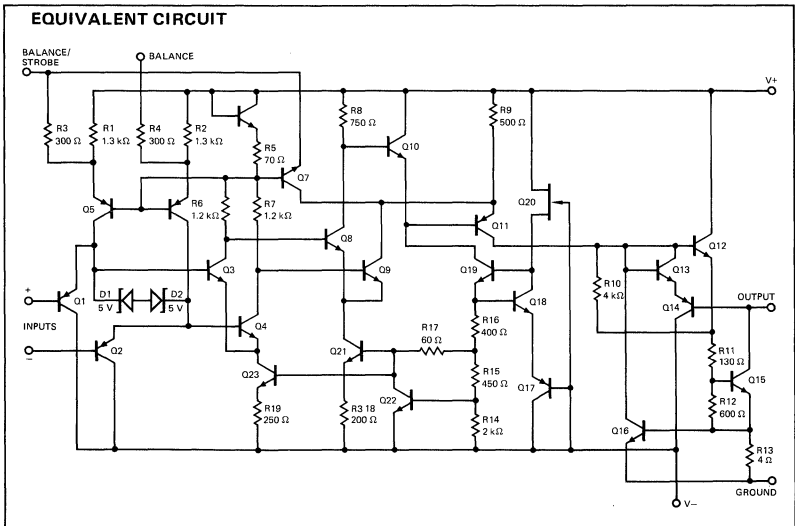 EQUIVALENT CIRCUIT
BALANCE/
STROBE
BALANCE
V+
R3
300 Ω
R1
1.3 kΩ
R4
300 Ω
R2
1.3 kΩ
R5
70 Ω
R8
750 Ω
R9
500 Ω
Q10
Q7
Q20
Q5
R6
1.2 kΩ
R7
1.2 kΩ
Q11
Q8
Q12
Q3
Q9
Q19
Q13
+
Q1
D1
5 V
D2
5 V
Q18
R10
4 kΩ
Q14
OUTPUT
INPUTS
Q4
R16
400 Ω
R17
60 Ω
–
Q2
Q21
R11
130 Ω
Q15
Q23
R15
450 Ω
Q17
R12
600 Ω
Q22
R19
250 Ω
R3 18
200 Ω
R14
2 kΩ
Q16
R13
4 Ω
GROUND
V–